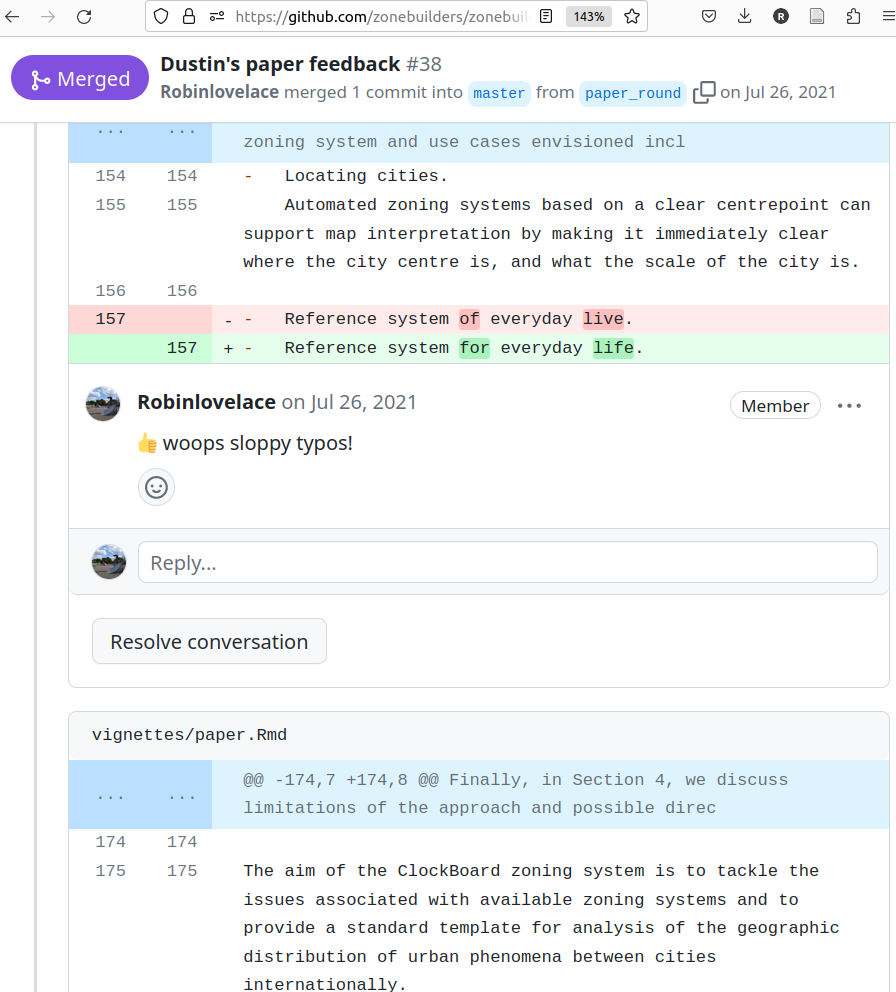 https://github.com/zonebuilders/zonebuil
143%
Dustin's paper feedback #38
Merged
Robinlovelace merged 1 commit into master from paper_round on Jul 26, 2021
... ... zoning system and use cases envisioned incl
154 154 - Locating cities.
155 155 Automated zoning systems based on a clear centrepoint can
support map interpretation by making it immediately clear
where the city centre is, and what the scale of the city is.
156 156
157 - - Reference system of everyday live.
157 + - Reference system for everyday life.
Robinlovelace on Jul 26, 2021
Member
👍 woops sloppy typos!
Reply...
Resolve conversation
vignettes/paper.Rmd
@@ -174,7 +174,8 @@ Finally, in Section 4, we discuss
... ... limitations of the approach and possible direc
174 174
175 175 The aim of the ClockBoard zoning system is to tackle the
issues associated with available zoning systems and to
provide a standard template for analysis of the geographic
distribution of urban phenomena between cities
internationally.